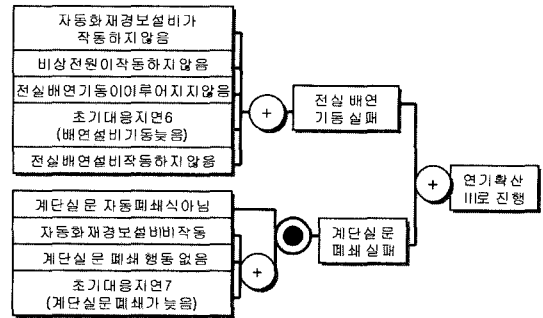 자동화재경보설비가
작동하지않음
비상전원이작동하지않음
전실배연기동이이루어지지않음
초기대응지연6
(배연설비기동늦음)
전실배연설비작동하지않음
+
전실 배연
기동 실패
계단실문 자동폐쇄식아님
자동화재경보설비비작동
계단실문 폐쇄 행동 없음
초기대응지연7
(계단실문폐쇄가 늦음)
+
계단실문
폐쇄 실패
+
연기확산
III로 진행